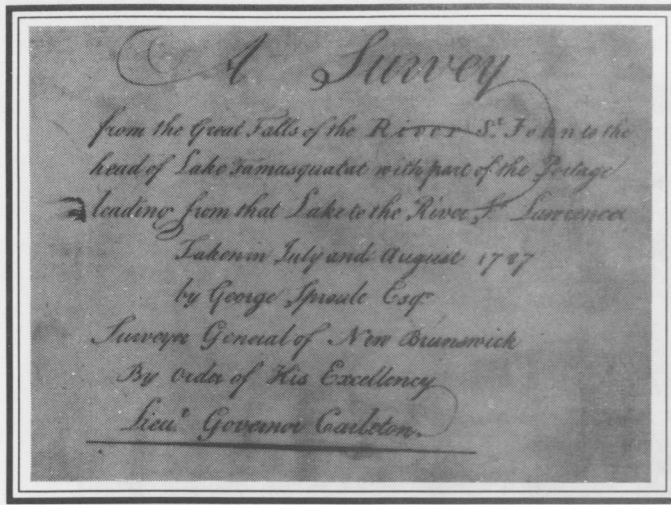 A Survey
from the Great Falls of the River St. John to the
head of Lake Tamasquatat with part of the Portage
leading from that Lake to the River St. Lawrence
Taken in July and August 1787
by George Sproule Esqr
Surveyor General of New Brunswick
By order of His Excellency
Lieut. Governor Carleton.